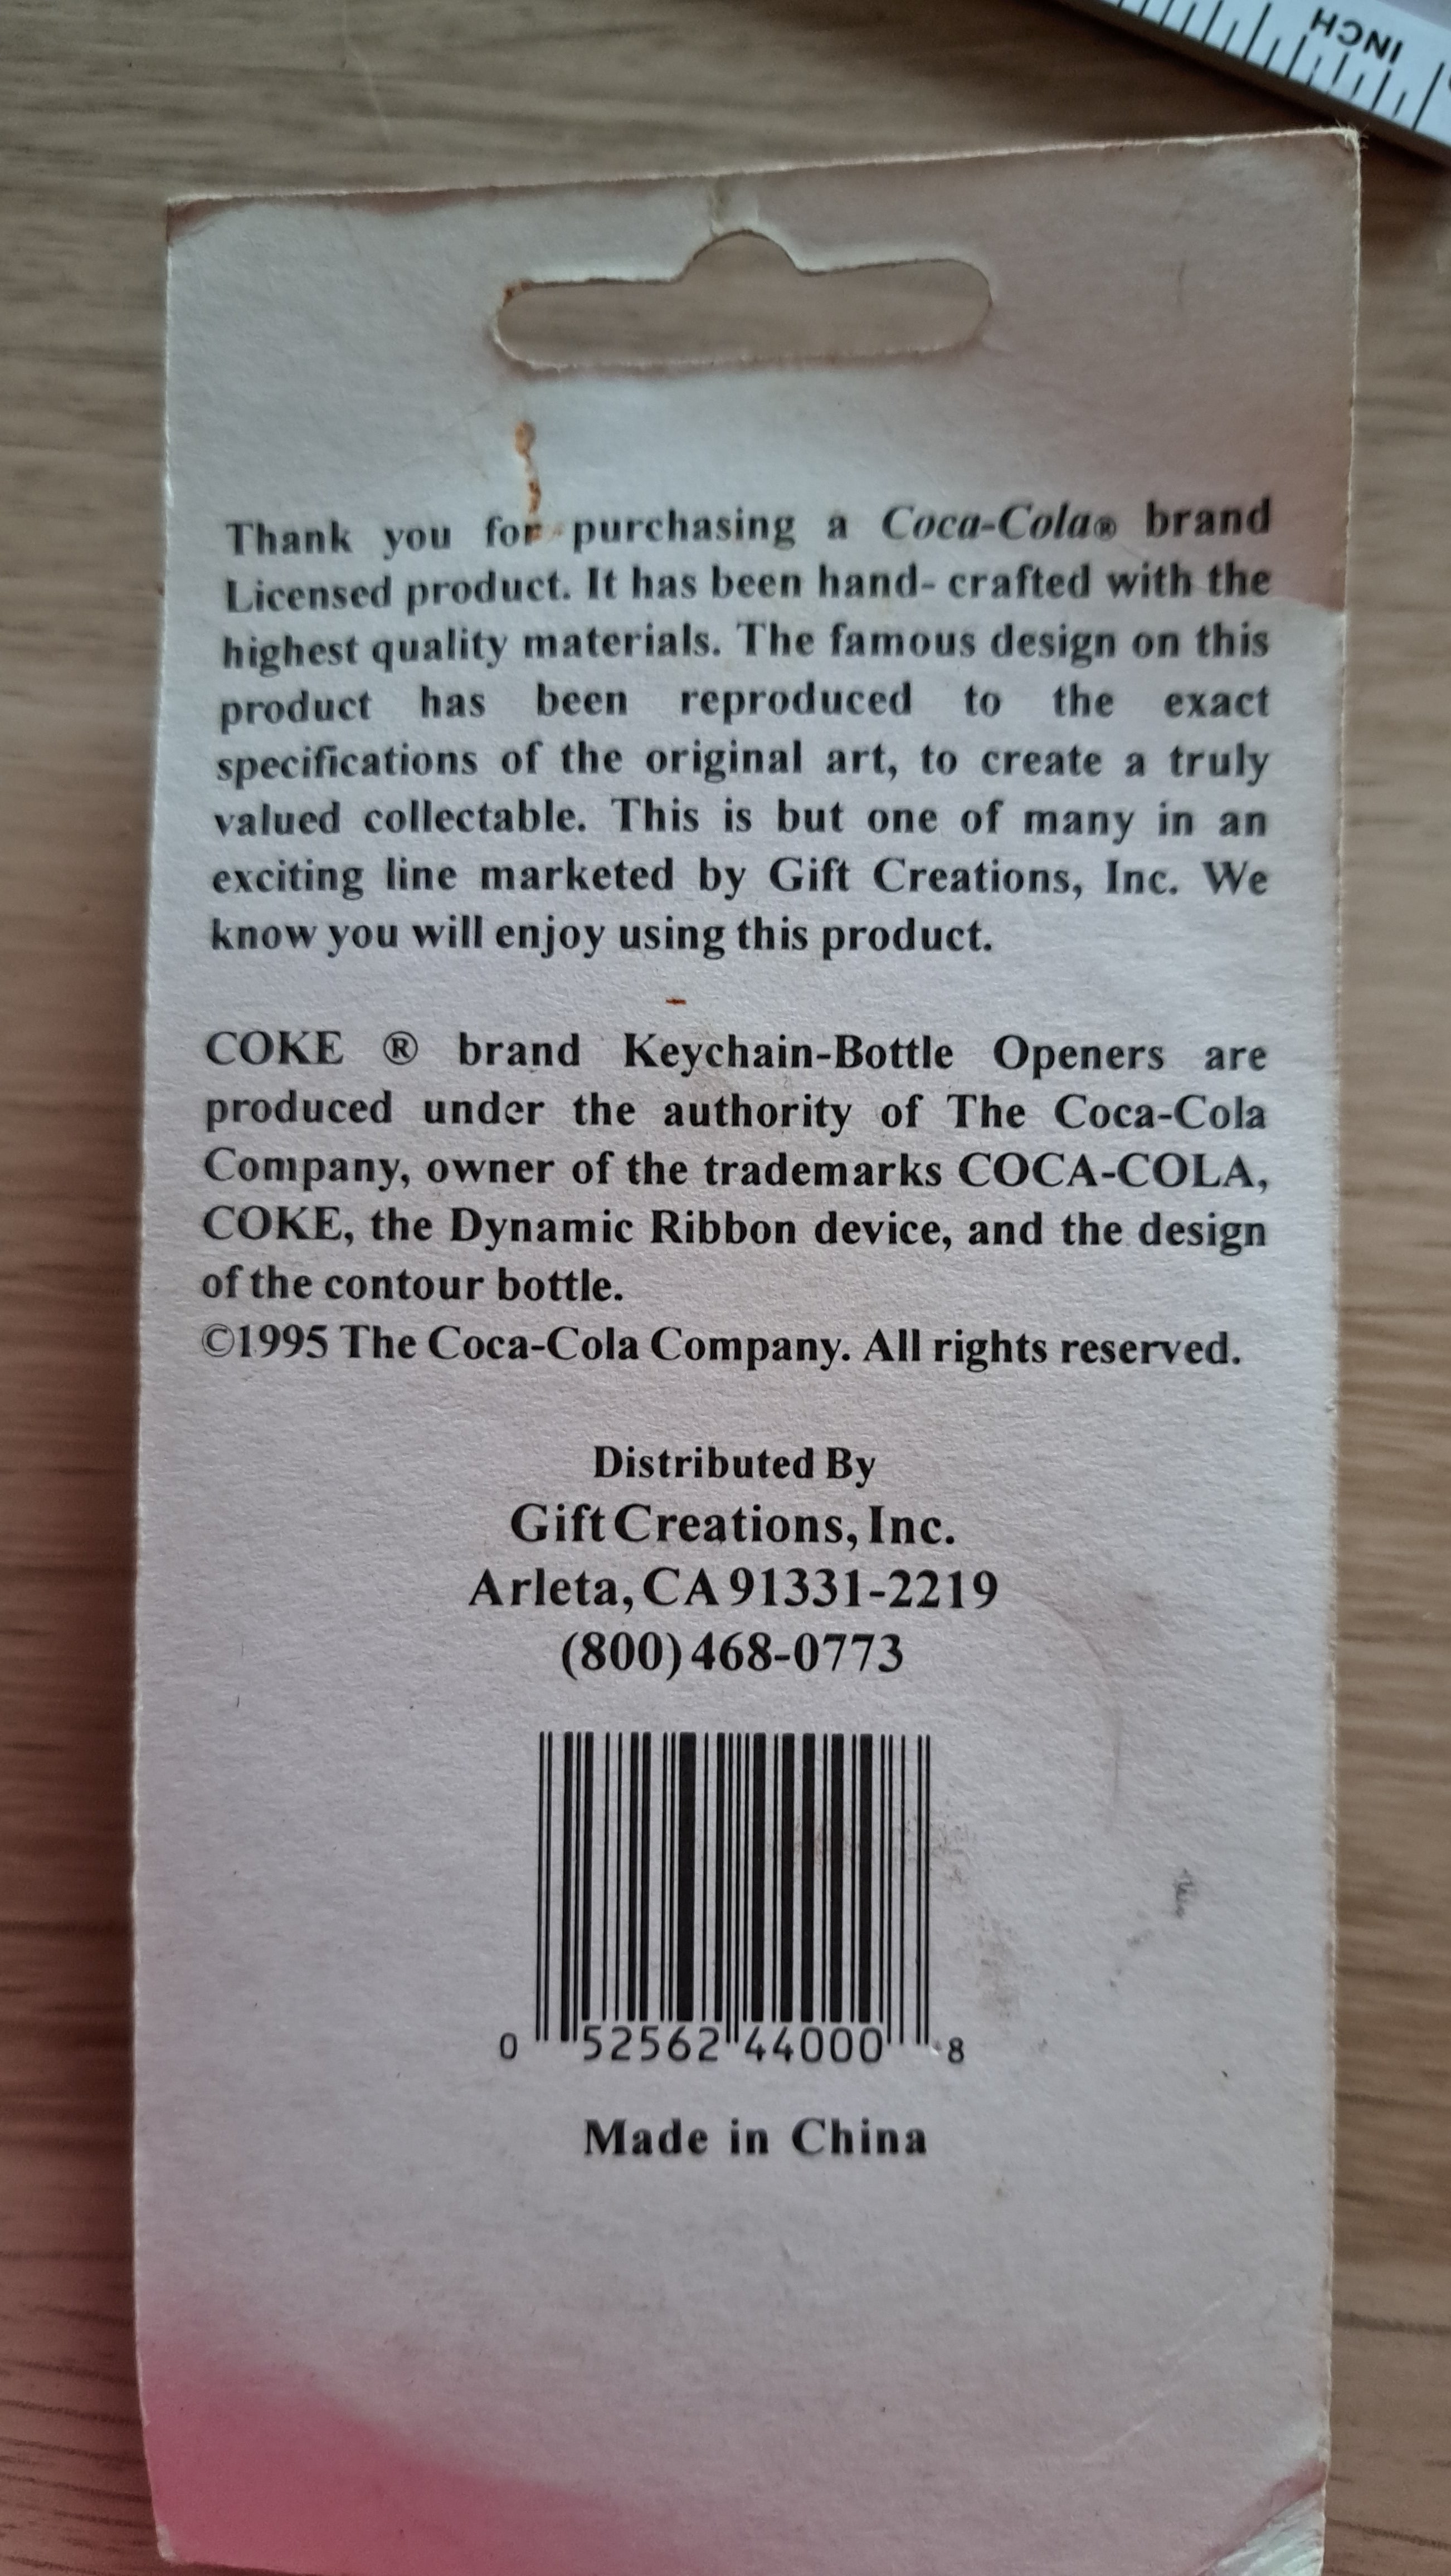 INCH
Thank you for purchasing a Coca-Cola® brand
Licensed product. It has been hand- crafted with the
highest quality materials. The famous design on this
product has been reproduced to the exact
specifications of the original art, to create a truly
valued collectable. This is but one of many in an
exciting line marketed by Gift Creations, Inc. We
know you will enjoy using this product.
COKE ® brand Keychain-Bottle Openers are
produced under the authority of The Coca-Cola
Company, owner of the trademarks COCA-COLA,
COKE, the Dynamic Ribbon device, and the design
of the contour bottle.
©1995 The Coca-Cola Company. All rights reserved.
Distributed By
Gift Creations, Inc.
Arleta, CA 91331-2219
(800) 468-0773
0 52562 44000 8
Made in China